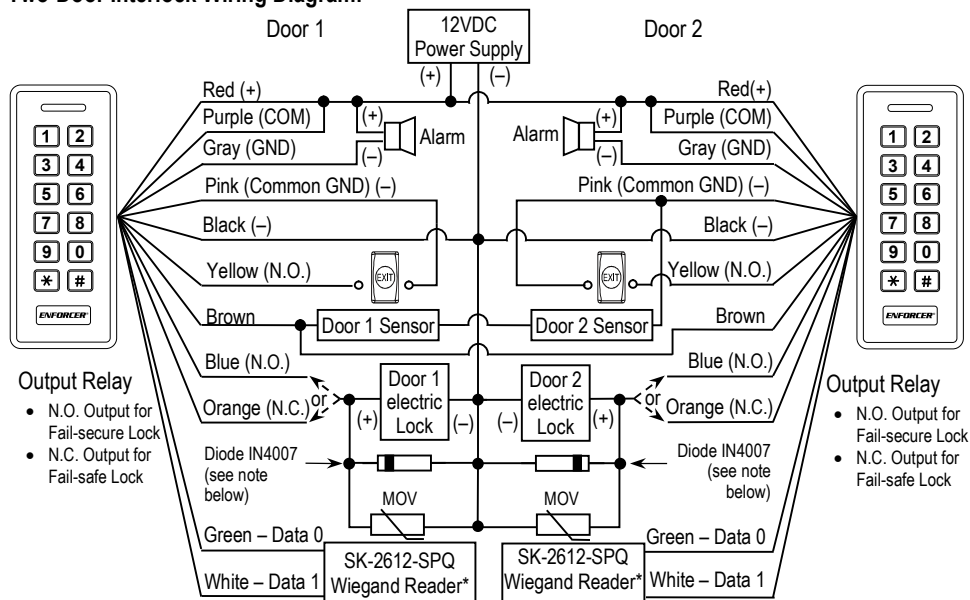 Two-Door Interlock Wiring Diagram:
Door 1
12VDC
Power Supply
Door 2
(+)
(–)
Red (+)
Purple (COM)
Gray (GND)
Pink (Common GND) (–)
Black (–)
Yellow (N.O.)
Brown
Blue (N.O.)
Orange (N.C.)
Green – Data 0
White – Data 1
(+)
(–)
Alarm
Alarm
(+)
(–)
Red(+)
Purple (COM)
Gray (GND)
Pink (Common GND) (–)
Black (–)
Yellow (N.O.)
Brown
Blue (N.O.)
Orange (N.C.)
Green – Data 0
White – Data 1
1 2
3 4
5 6
7 8
9 0
* #
ENFORCER®
1 2
3 4
5 6
7 8
9 0
* #
ENFORCER®
EXIT
EXIT
Door 1 Sensor
Door 2 Sensor
or
(+)
Door 1
electric
Lock
(–)
(–)
Door 2
electric
Lock
(+)
or
Output Relay
• N.O. Output for
Fail-secure Lock
• N.C. Output for
Fail-safe Lock
Output Relay
• N.O. Output for
Fail-secure Lock
• N.C. Output for
Fail-safe Lock
Diode IN4007
(see note
below)
Diode IN4007
(see note
below)
MOV
MOV
SK-2612-SPQ
Wiegand Reader*
SK-2612-SPQ
Wiegand Reader*